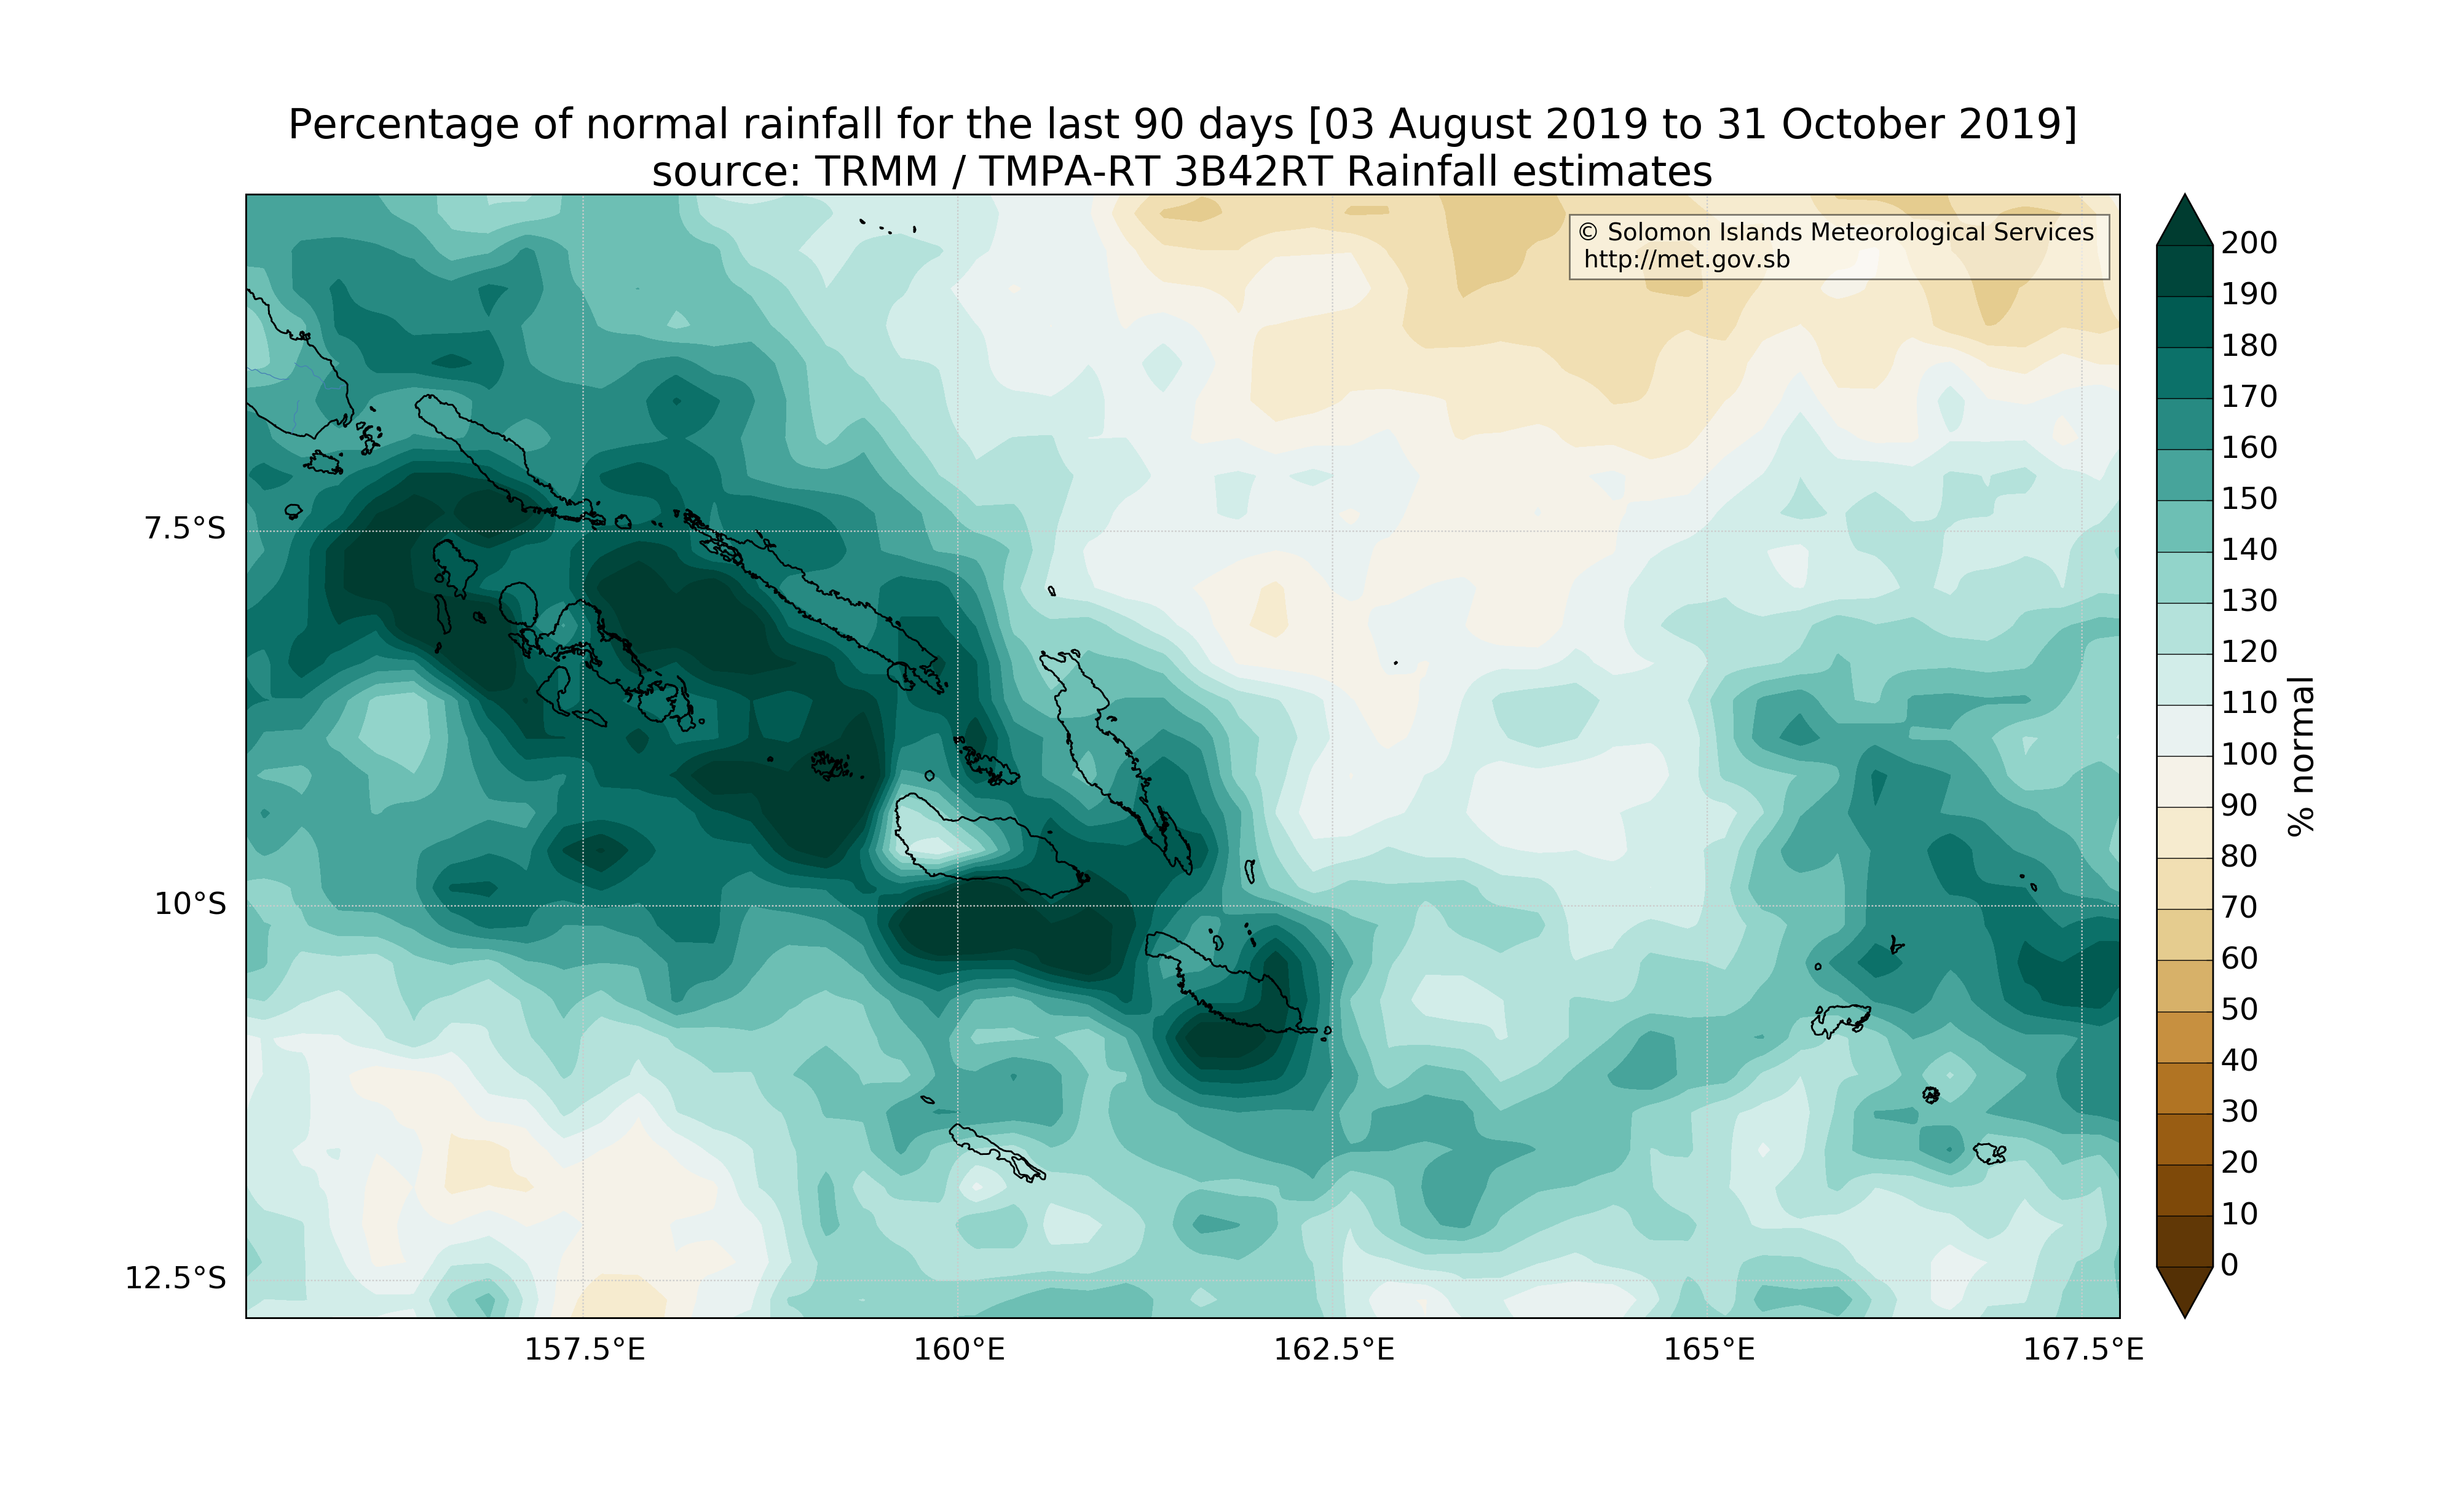 Percentage of normal rainfall for the last 90 days [03 August 2019 to 31 October 2019]
source: TRMM / TMPA-RT 3B42RT Rainfall estimates
© Solomon Islands Meteorological Services
http://met.gov.sb
7.5°S
10°S
12.5°S
157.5°E
160°E
162.5°E
165°E
167.5°E
200
190
180
170
160
150
140
130
120
110
100
90
80
70
60
50
40
30
20
10
0
% normal